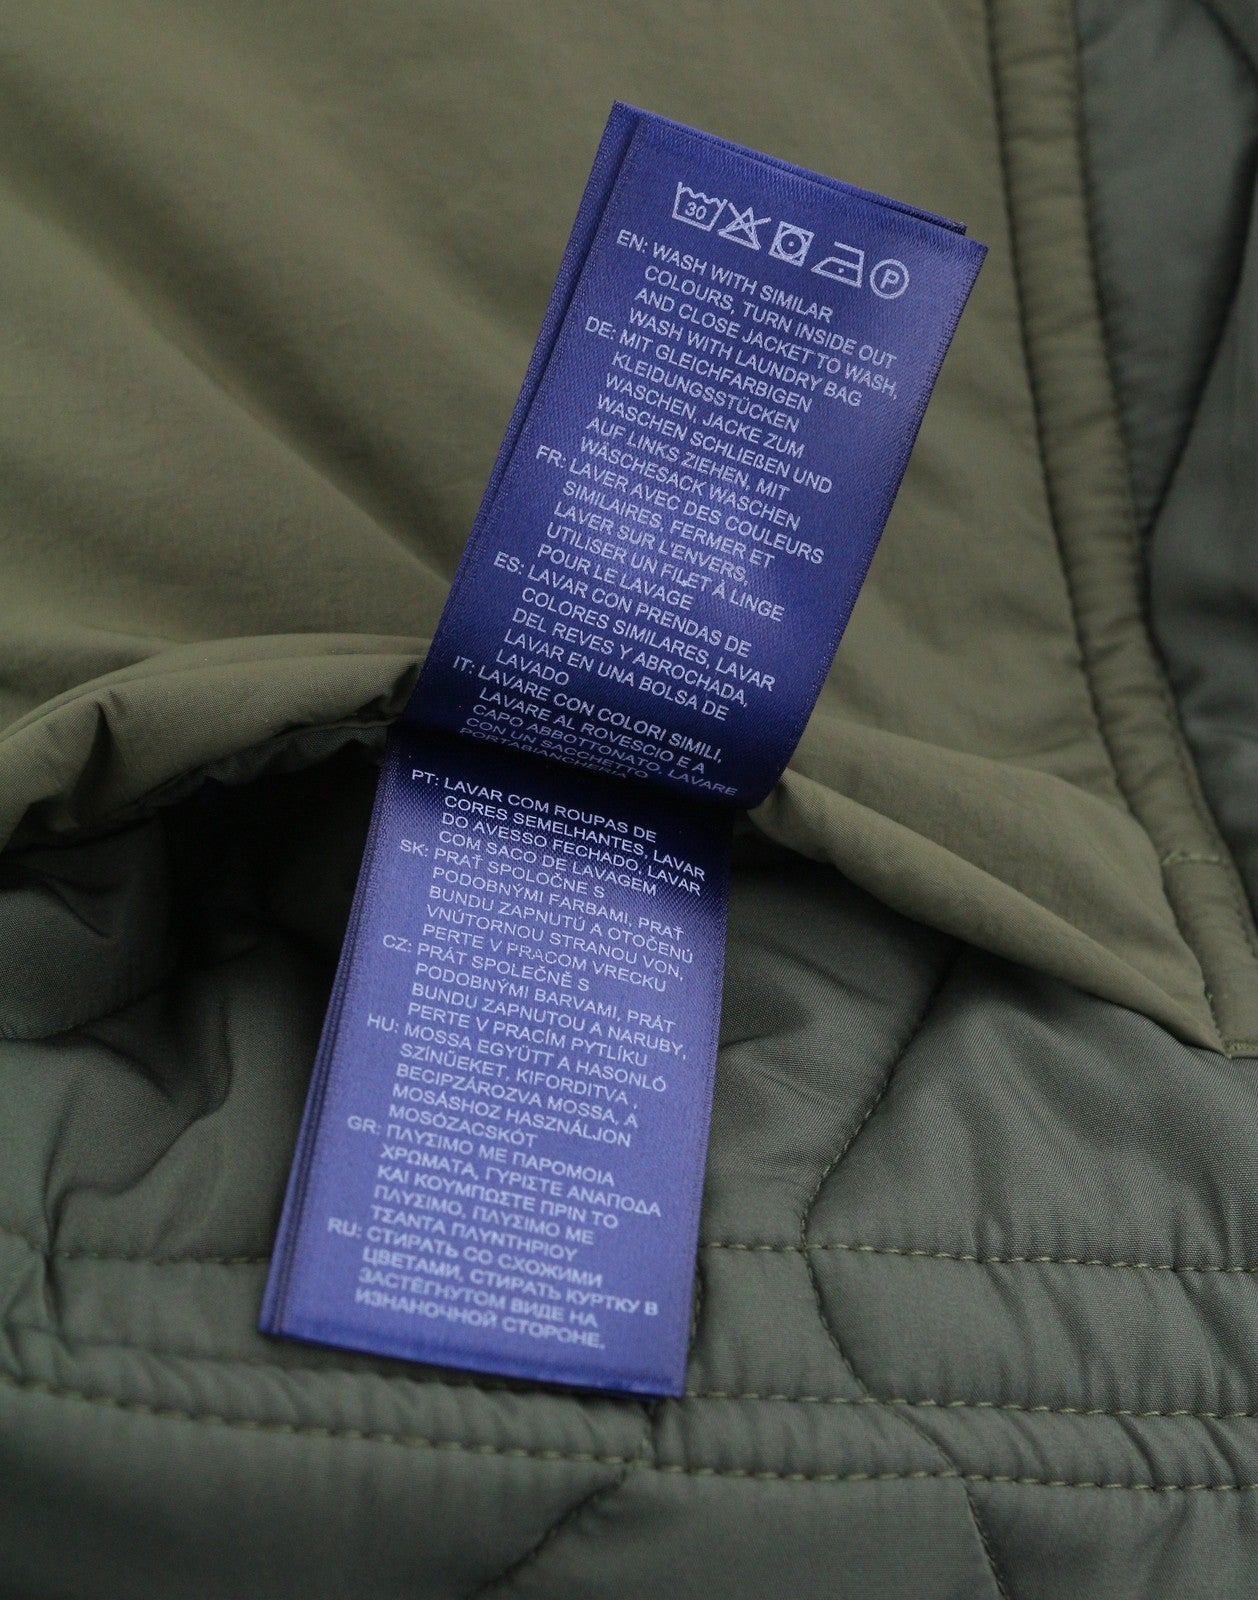 30 P
EN: WASH WITH SIMILAR
COLOURS, TURN INSIDE OUT
AND CLOSE JACKET TO WASH,
WASH WITH LAUNDRY BAG
DE: MIT GLEICHFARBIGEN
KLEIDUNGSSTÜCKEN
WASCHEN, JACKE ZUM
WASCHEN SCHLIEßEN UND
AUF LINKS ZIEHEN, MIT
WÄSCHESACK WASCHEN
FR: LAVER AVEC DES COULEURS
SIMILAIRES, FERMER ET
LAVER SUR L'ENVERS,
UTILISER UN FILET À LINGE
POUR LE LAVAGE
ES: LAVAR CON PRENDAS DE
COLORES SIMILARES, LAVAR
DEL REVES Y ABROCHADA,
LAVAR EN UNA BOLSA DE
LAVADO
IT: LAVARE CON COLORI SIMILI,
LAVARE AL ROVESCIO E A
CAPO ABBOTTONATO, LAVARE
CON UN SACCHETTO
PORTABIANCHERIA
PT: LAVAR COM ROUPAS DE
CORES SEMELHANTES, LAVAR
DO AVESSO FECHADO, LAVAR
COM SACO DE LAVAGEM
SK: PRAŤ SPOLOČNE S
PODOBNÝMI FARBAMI, PRAŤ
BUNDU ZAPNUTÚ A OTOČENÚ
VNÚTORNOU STRANOU VON,
PERTE V PRACOM VRECKU
CZ: PRÁT SPOLEČNĚ S
PODOBNÝMI BARVAMI, PRÁT
BUNDU ZAPNUTOU A NARUBY,
PERTE V PRACÍM PYTLÍKU
HU: MOSSA EGYÜTT A HASONLÓ
SZÍNŰEKET, KIFORDITVA ,
BECIPZÁROZVA MOSSA, A
MOSÁSHOZ HASZNÁLJON
MOSÓZACSKÓT
GR: ΠΛΥΣΙΜΟ ΜΕ ΠΑΡΟΜΟΙΑ
ΧΡΩΜΑΤΑ, ΓΥΡΙΣΤΕ ΑΝΑΠΟΔΑ
ΚΑΙ ΚΟΥΜΠΩΣΤΕ ΠΡΙΝ ΤΟ
ΠΛΥΣΙΜΟ, ΠΛΥΣΙΜΟ ΜΕ
ΤΣΑΝΤΑ ΠΛΥΝΤΗΡΙΟΥ
RU: СТИРАТЬ СО СХОЖИМИ
ЦВЕТАМИ, СТИРАТЬ КУРТКУ В
ЗАСТЁГНУТОМ ВИДЕ НА
ИЗНАНОЧНОЙ СТОРОНЕ,